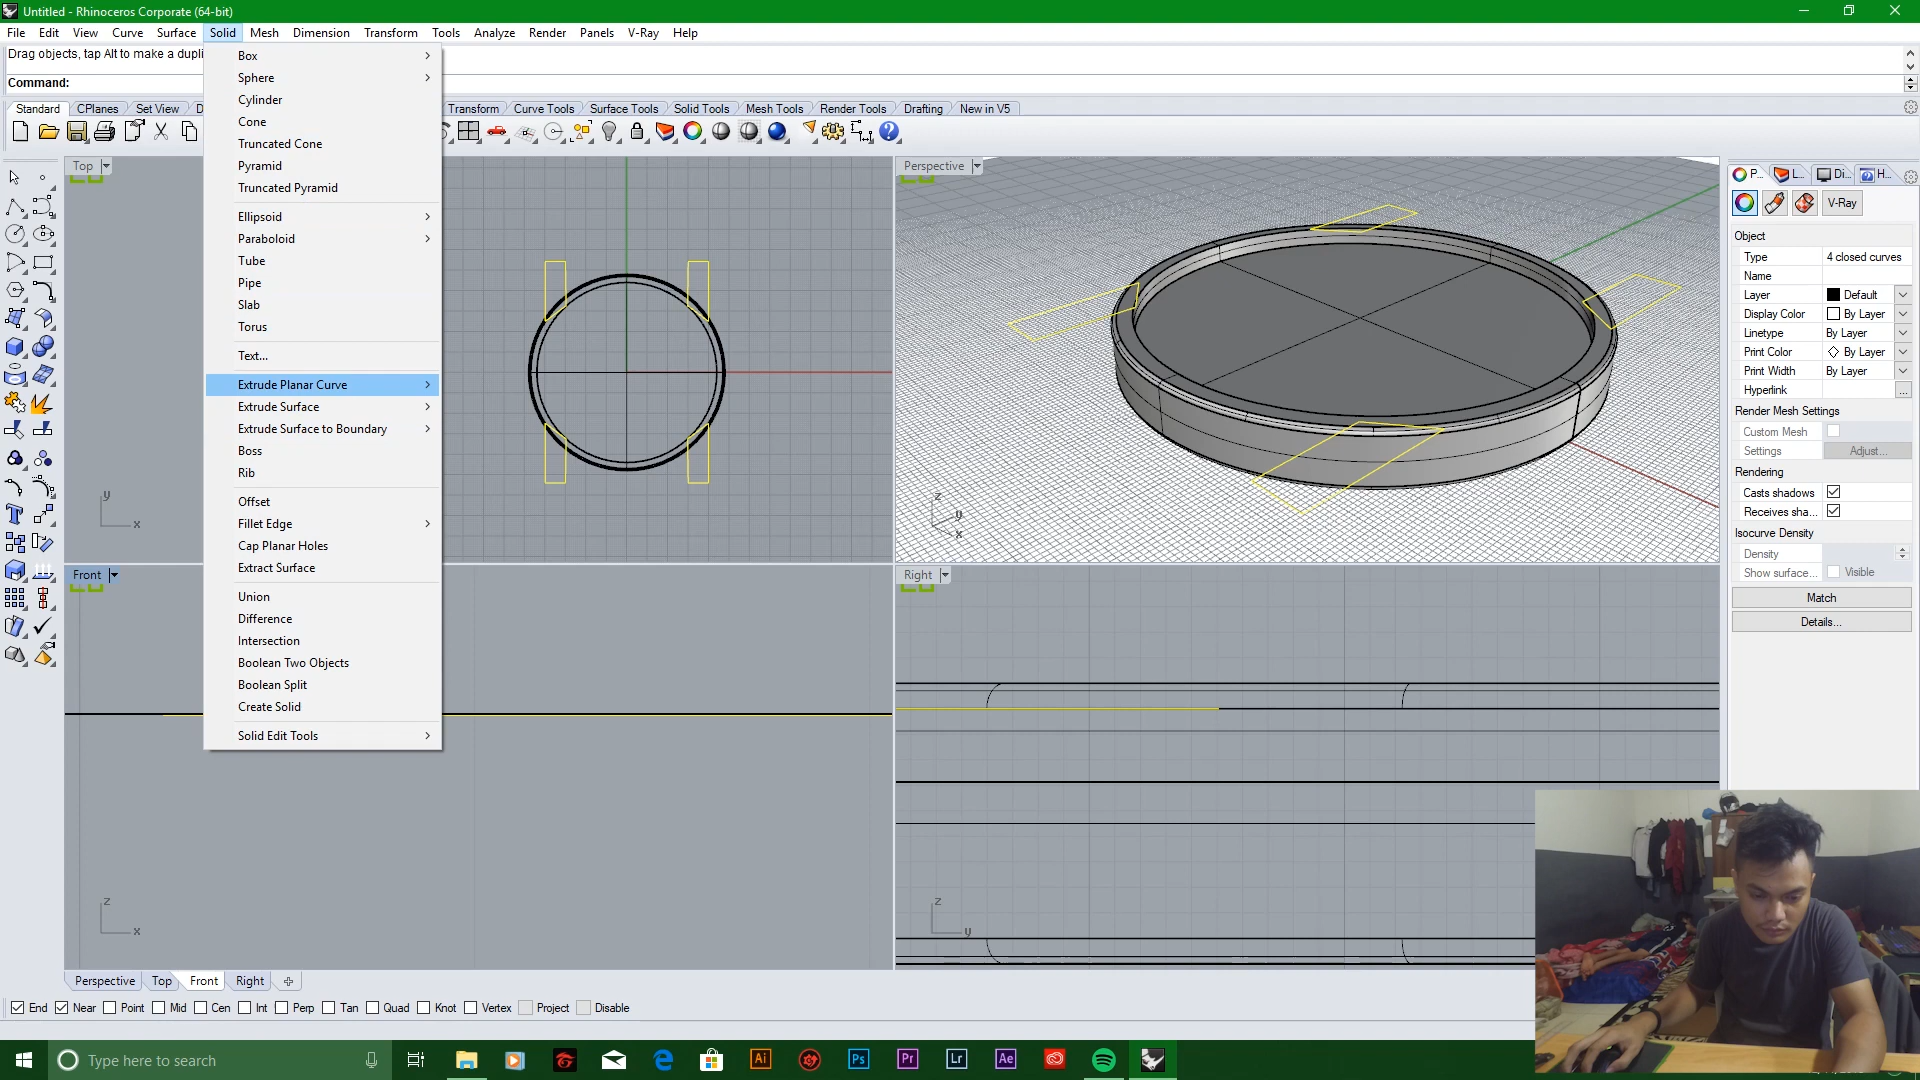 Untitled - Rhinoceros Corporate (64-bit)
File Edit View Curve Surface Solid Mesh Dimension Transform Tools Analyze Render Panels V-Ray Help
Drag objects, tap Alt to make a dupli
Command:
Standard CPlanes Set View D Transform Curve Tools Surface Tools Solid Tools Mesh Tools Render Tools Drafting New in V5
Box
Sphere
Cylinder
Cone
Truncated Cone
Pyramid
Truncated Pyramid
Ellipsoid
Paraboloid
Tube
Pipe
Slab
Torus
Text...
Extrude Planar Curve
Extrude Surface
Extrude Surface to Boundary
Boss
Rib
Offset
Fillet Edge
Cap Planar Holes
Extract Surface
Union
Difference
Intersection
Boolean Two Objects
Boolean Split
Create Solid
Solid Edit Tools
Top
y
x
Perspective
z
y
x
Front
z
x
Right
z
y
P... L... Di... H...
V-Ray
Object
Type 4 closed curves
Name
Layer Default
Display Color By Layer
Linetype By Layer
Print Color By Layer
Print Width By Layer
Hyperlink ...
Render Mesh Settings
Custom Mesh
Settings Adjust...
Rendering
Casts shadows
Receives sha...
Isocurve Density
Density
Show surface... Visible
Match
Details...
Perspective Top Front Right
End Near Point Mid Cen Int Perp Tan Quad Knot Vertex Project Disable
Type here to search
Ai Ps Pr Lr Ae